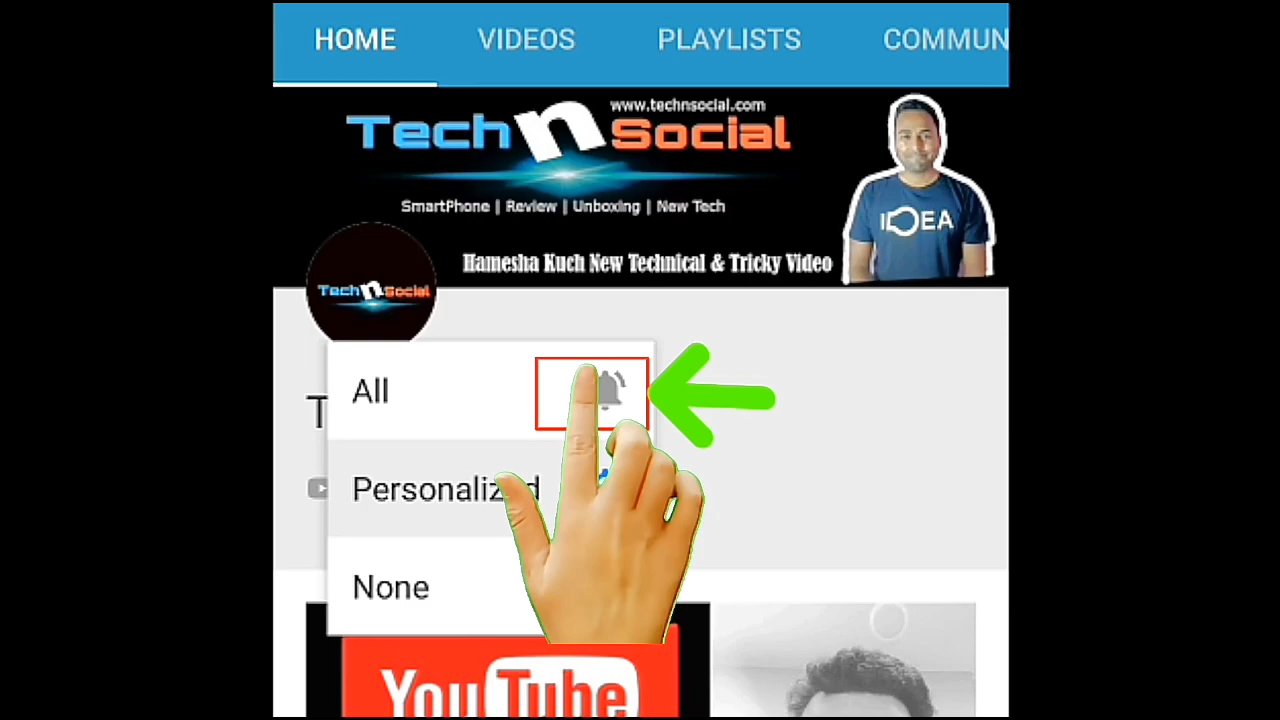 HOME VIDEOS PLAYLISTS COMMUN
www.technsocial.com
Tech n Social
SmartPhone | Review | Unboxing | New Tech
Hamesha Kuch New Technical & Tricky Video
IDEA
Tech n Social
All
T
Personalized
None
YouTube